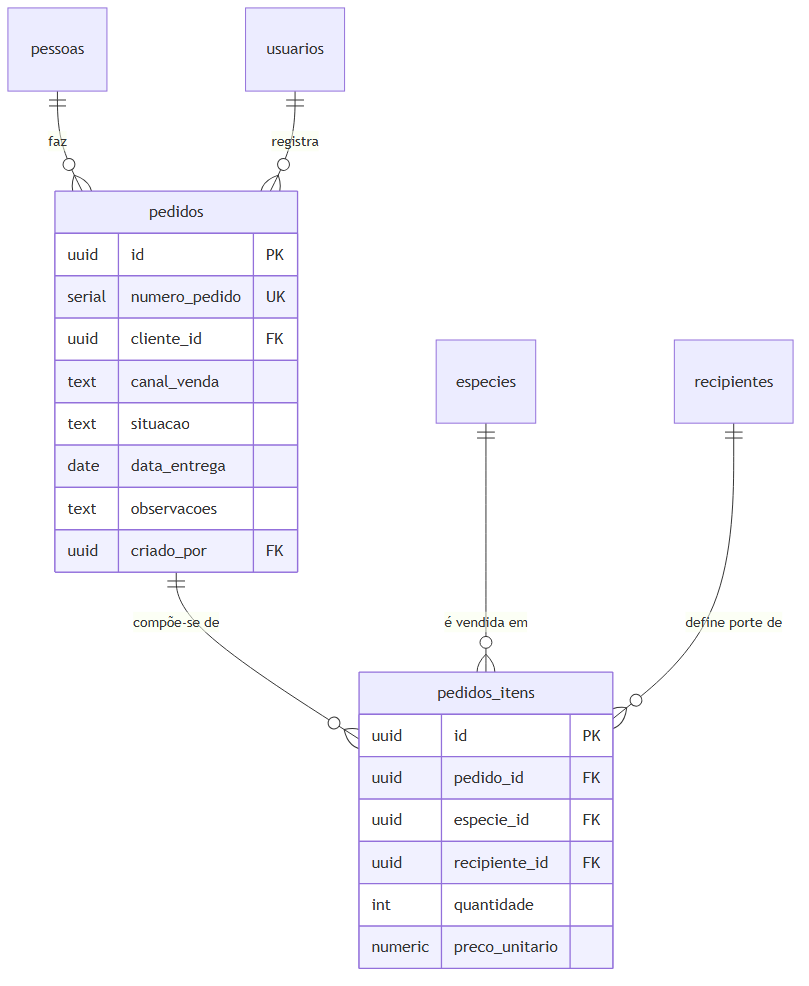 pessoas
usuarios
faz
registra
pedidos
uuid id PK
serial numero_pedido UK
uuid cliente_id FK
text canal_venda
text situacao
date data_entrega
text observacoes
uuid criado_por FK
especies
recipientes
compõe-se de
é vendida em
define porte de
pedidos_itens
uuid id PK
uuid pedido_id FK
uuid especie_id FK
uuid recipiente_id FK
int quantidade
numeric preco_unitario